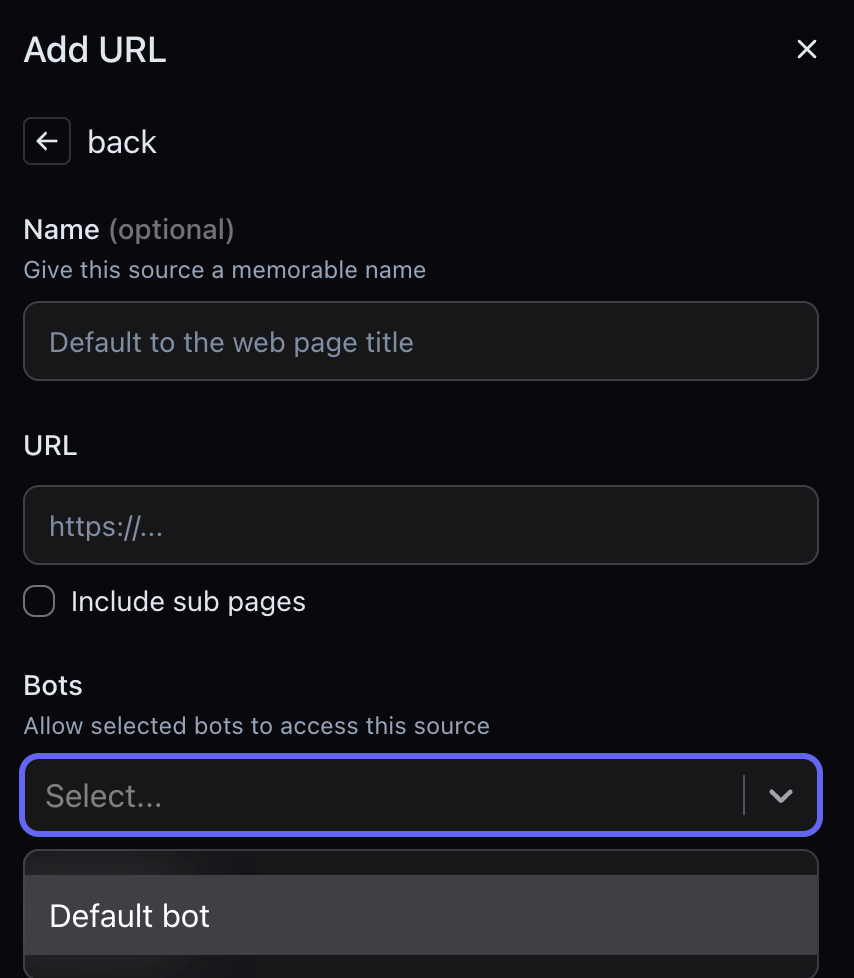 Add URL
back
Name (optional)
Give this source a memorable name
Default to the web page title
URL
https://...
Include sub pages
Bots
Allow selected bots to access this source
Select...
Default bot